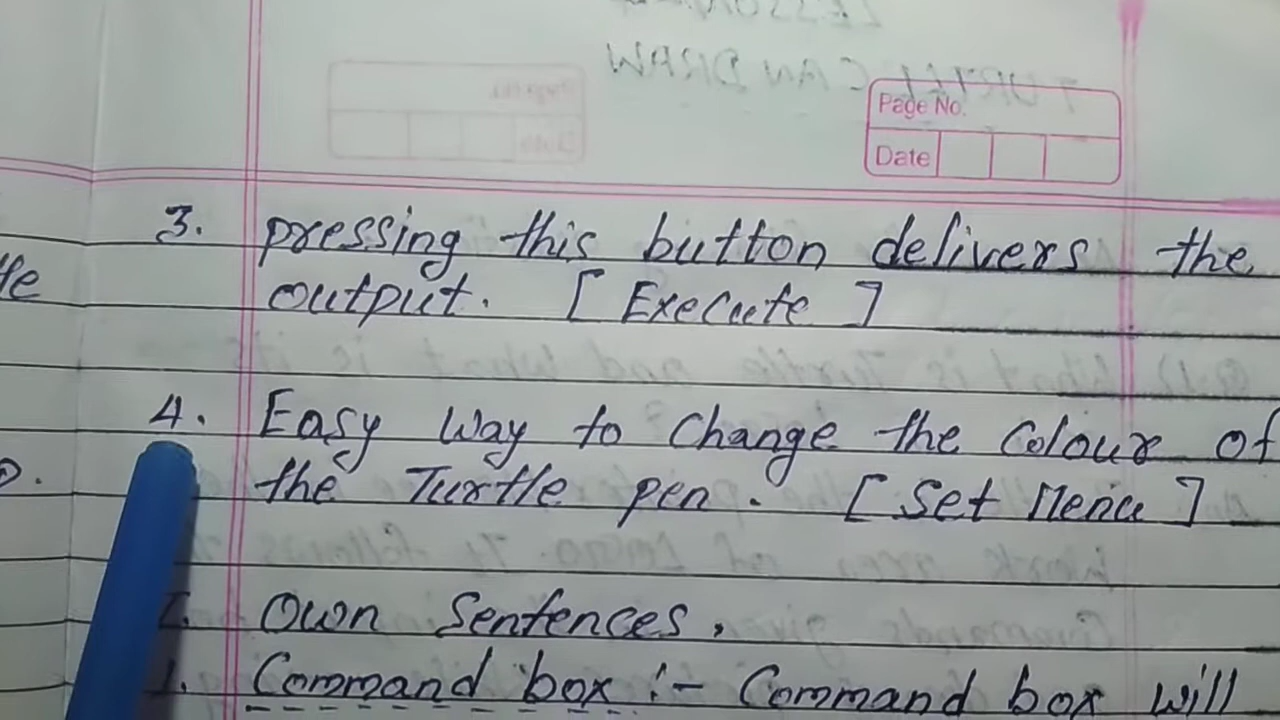 Page No.
Date
3. pressing this button delivers the
output. [ Execute ]
4. Easy way to change the colour of
the Turtle pen. [ Set Menu ]
Own Sentences,
1. Command box :- Command box will